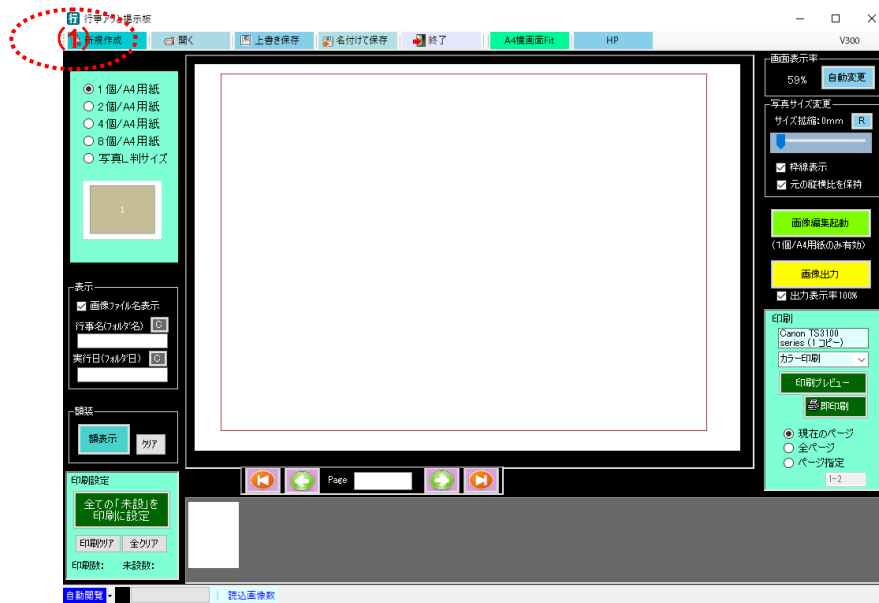 行 行事アラカ掲示板
(1)
新規作成 開く 上書き保存 名付けて保存 終了 A4横画面Fit HP V300
1個/A4用紙
2個/A4用紙
4個/A4用紙
8個/A4用紙
写真L判サイズ
1
表示
画像ファイル名表示
行事名(フォルダ名) C
実行日(フォルダ日) C
額装
額表示 クリア
印刷設定
全ての「未設」を
印刷に設定
印刷クリア 全クリア
印刷数: 未設数:
Page
自動閲覧 読込画像数
画面表示率
59% 自動変更
写真サイズ変更
サイズ拡縮:0mm R
枠線表示
元の縦横比を保持
画像編集起動
(1個/A4用紙のみ有効)
画像出力
出力表示率100%
印刷
Canon TS3100
series (1 コピー)
カラー印刷
印刷プレビュー
即印刷
現在のページ
全ページ
ページ指定
1-2